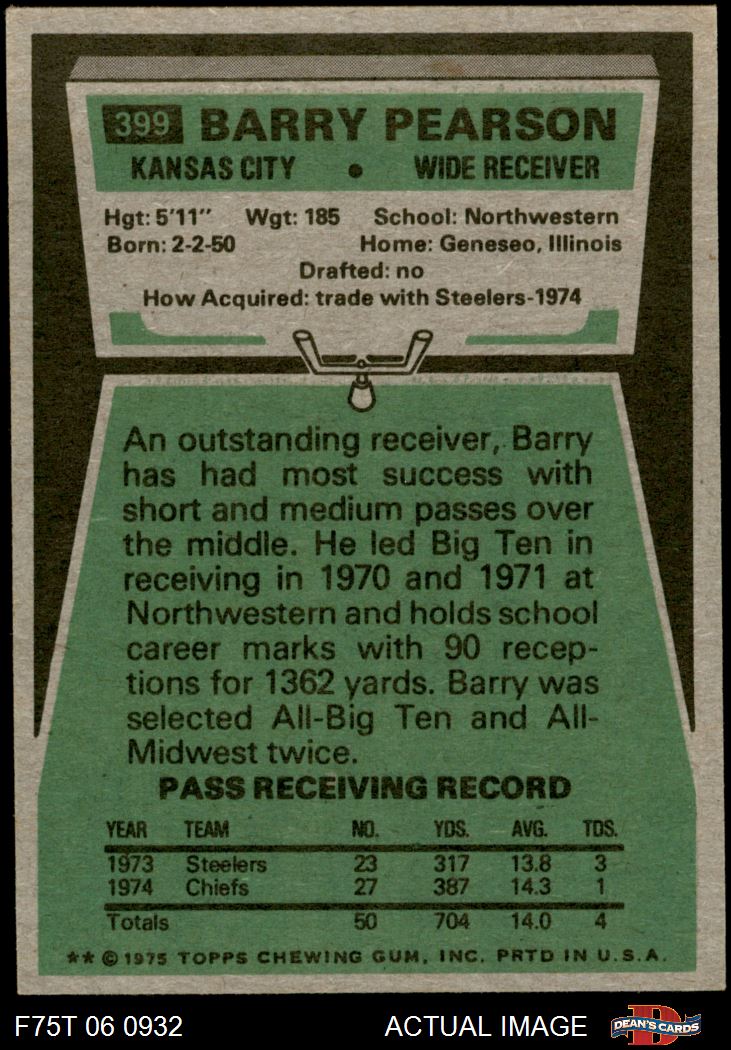 399 BARRY PEARSON
KANSAS CITY • WIDE RECEIVER
Hgt: 5'11" Wgt: 185 School: Northwestern
Born: 2-2-50 Home: Geneseo, Illinois
Drafted: no
How Acquired: trade with Steelers-1974
An outstanding receiver, Barry
has had most success with
short and medium passes over
the middle. He led Big Ten in
receiving in 1970 and 1971 at
Northwestern and holds school
career marks with 90 recep-
tions for 1362 yards. Barry was
selected All-Big Ten and All-
Midwest twice.
PASS RECEIVING RECORD
YEAR TEAM NO. YDS. AVG. TDS.
1973 Steelers 23 317 13.8 3
1974 Chiefs 27 387 14.3 1
Totals 50 704 14.0 4
** © 1975 TOPPS CHEWING GUM, INC. PRTD IN U.S.A.
F75T 06 0932 ACTUAL IMAGE D DEAN'S CARDS